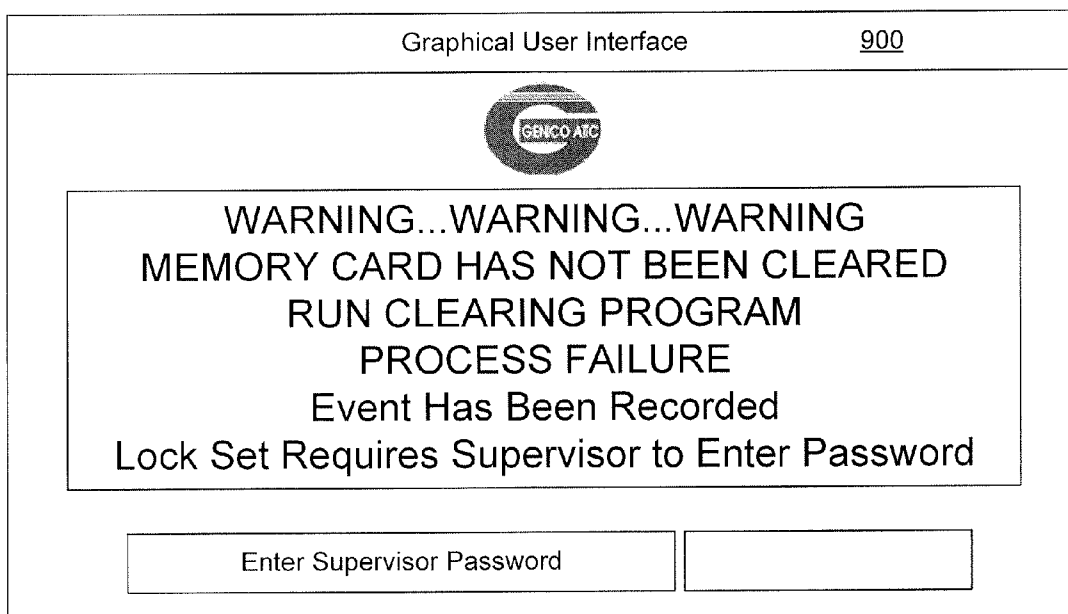 Graphical User Interface 900
GENCO ATC
WARNING...WARNING...WARNING
MEMORY CARD HAS NOT BEEN CLEARED
RUN CLEARING PROGRAM
PROCESS FAILURE
Event Has Been Recorded
Lock Set Requires Supervisor to Enter Password
Enter Supervisor Password